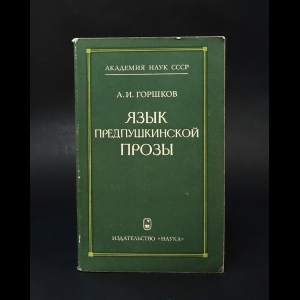 АКАДЕМИЯ НАУК СССР
А. И. ГОРШКОВ
ЯЗЫК
ПРЕДПУШКИНСКОЙ
ПРОЗЫ
ИЗДАТЕЛЬСТВО «НАУКА»